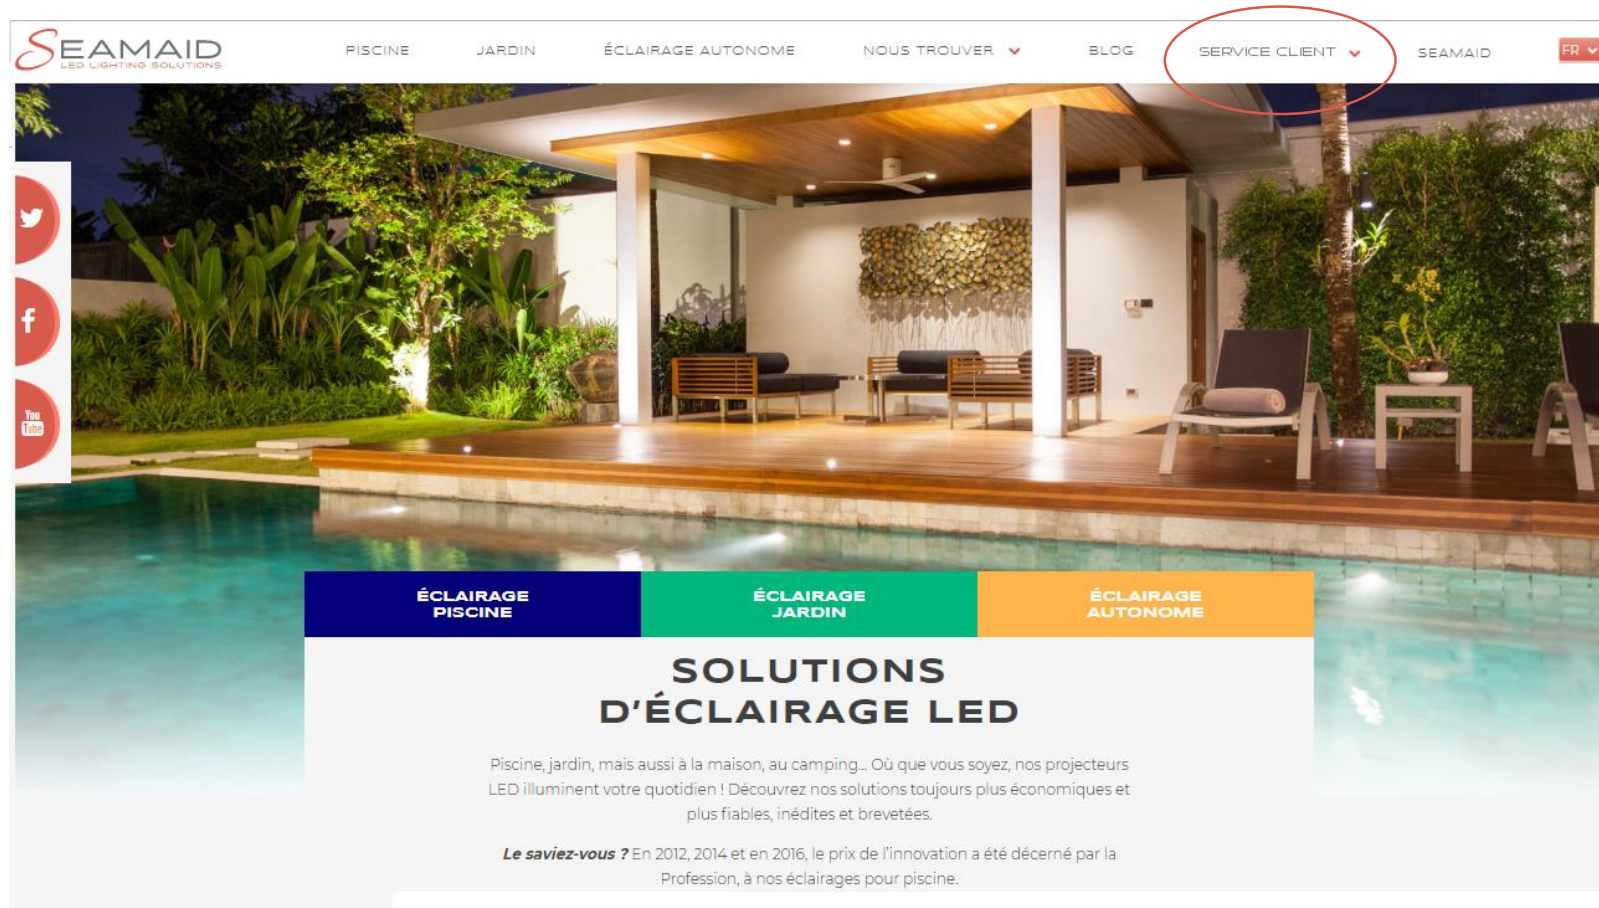 SEAMAID
LED LIGHTING SOLUTIONS
PISCINE
JARDIN
ÉCLAIRAGE AUTONOME
NOUS TROUVER
BLOG
SERVICE CLIENT
SEAMAID
FR
You
Tube
ÉCLAIRAGE
PISCINE
ÉCLAIRAGE
JARDIN
ÉCLAIRAGE
AUTONOME
SOLUTIONS
D'ÉCLAIRAGE LED
Piscine, jardin, mais aussi à la maison, au camping... Où que vous soyez, nos projecteurs
LED illuminent votre quotidien ! Découvrez nos solutions toujours plus économiques et
plus fiables, inédites et brevetées.
Le saviez-vous ? En 2012, 2014 et en 2016, le prix de l'innovation a été décerné par la
Profession, à nos éclairages pour piscine.